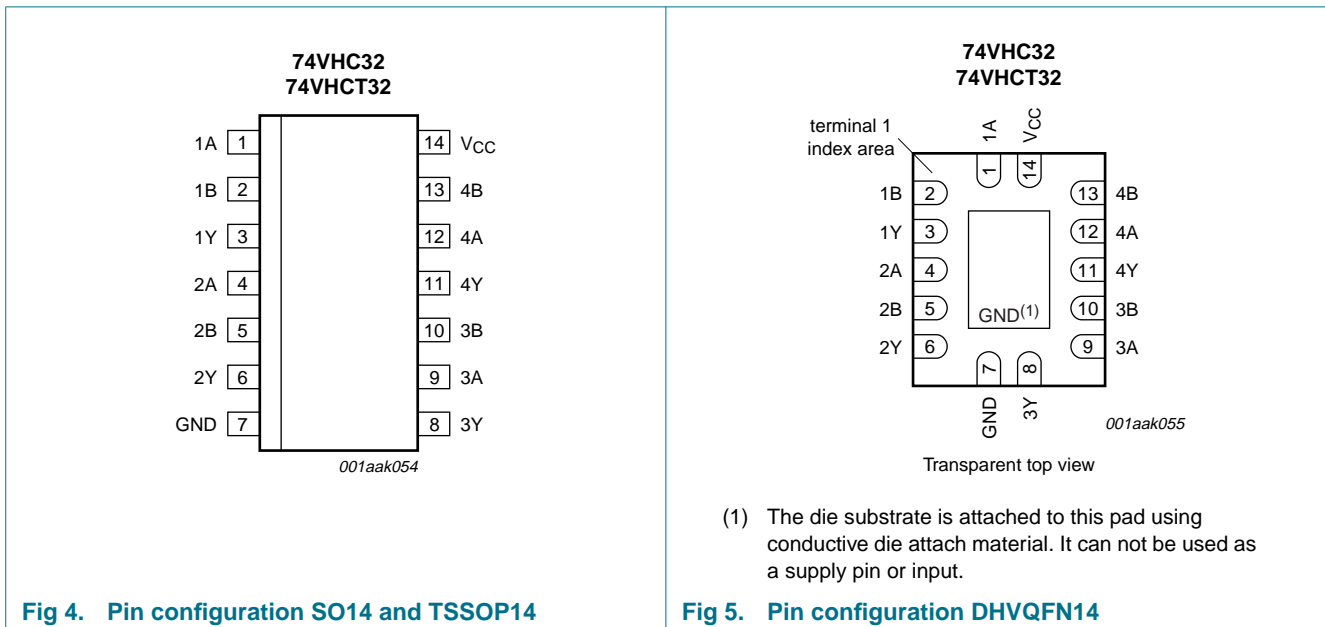 74VHC32
74VHCT32
1A 1
14 VCC
1B 2
13 4B
1Y 3
12 4A
2A 4
11 4Y
2B 5
10 3B
2Y 6
9 3A
GND 7
8 3Y
001aak054
Fig 4. Pin configuration SO14 and TSSOP14
74VHC32
74VHCT32
terminal 1
index area
1A
VCC
1
14
1B 2
13 4B
1Y 3
12 4A
2A 4
11 4Y
2B 5
10 3B
GND(1)
2Y 6
9 3A
7
8
GND
3Y
001aak055
Transparent top view
(1) The die substrate is attached to this pad using
conductive die attach material. It can not be used as
a supply pin or input.
Fig 5. Pin configuration DHVQFN14